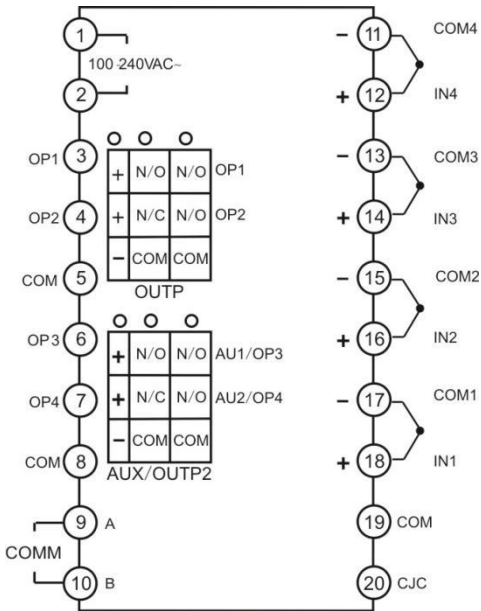 1
100-240VAC~
2
3 OP1
4 OP2
5 COM
+ N/O N/O OP1
+ N/C N/O OP2
− COM COM
OUTP
6 OP3
7 OP4
8 COM
+ N/O N/O AU1/OP3
+ N/C N/O AU2/OP4
− COM COM
AUX/OUTP2
9 A
COMM
10 B
− 11 COM4
+ 12 IN4
− 13 COM3
+ 14 IN3
− 15 COM2
+ 16 IN2
− 17 COM1
+ 18 IN1
19 COM
20 CJC